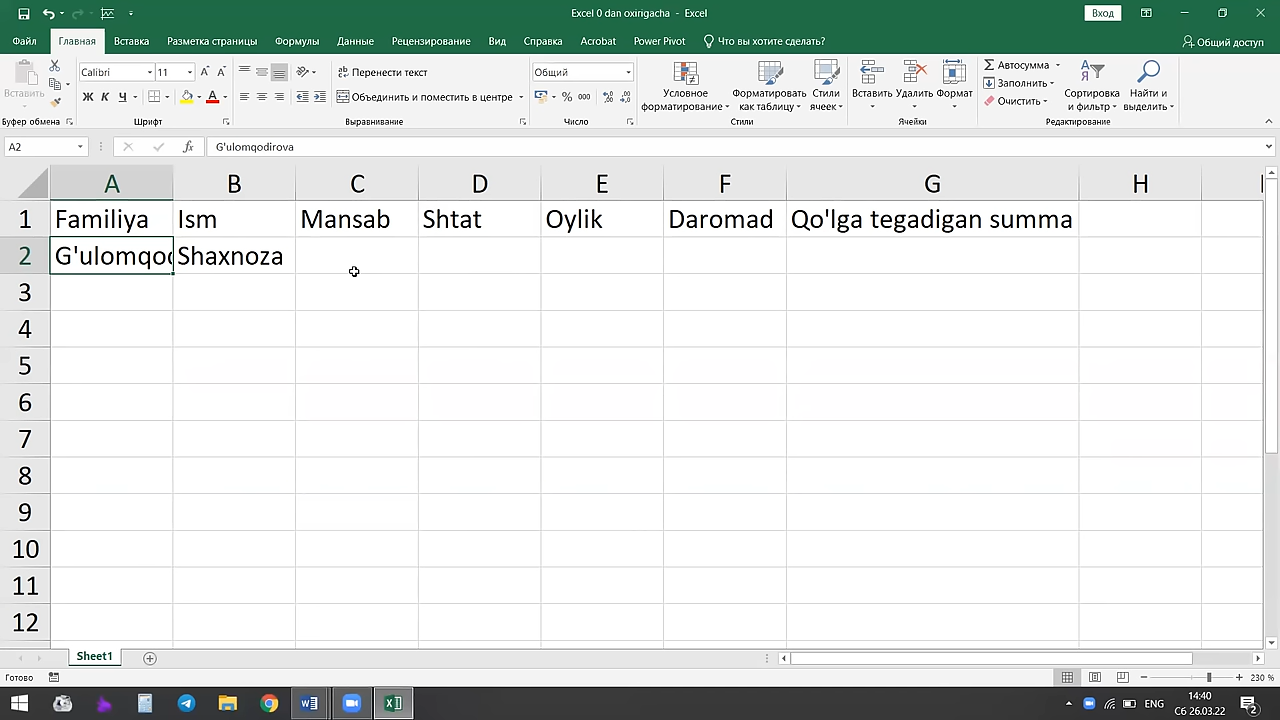 Excel 0 dan oxirigacha - Excel
Вход
Файл Главная Вставка Разметка страницы Формулы Данные Рецензирование Вид Справка Acrobat Power Pivot Что вы хотите сделать? Общий доступ
Вставить
Буфер обмена
Calibri 11
Ж К Ч
Шрифт
Перенести текст
Объединить и поместить в центре
Выравнивание
Общий
% 000
Число
Условное форматирование
Форматировать как таблицу
Стили ячеек
Стили
Вставить Удалить Формат
Ячейки
Автосумма
Заполнить
Очистить
Сортировка и фильтр
Найти и выделить
Редактирование
A2 fx G'ulomqodirova
A B C D E F G H
1 Familiya Ism Mansab Shtat Oylik Daromad Qo'lga tegadigan summa
2 G'ulomqo Shaxnoza
3
4
5
6
7
8
9
10
11
12
Sheet1
Готово 230 %
ENG 14:40
Сб 26.03.22
2